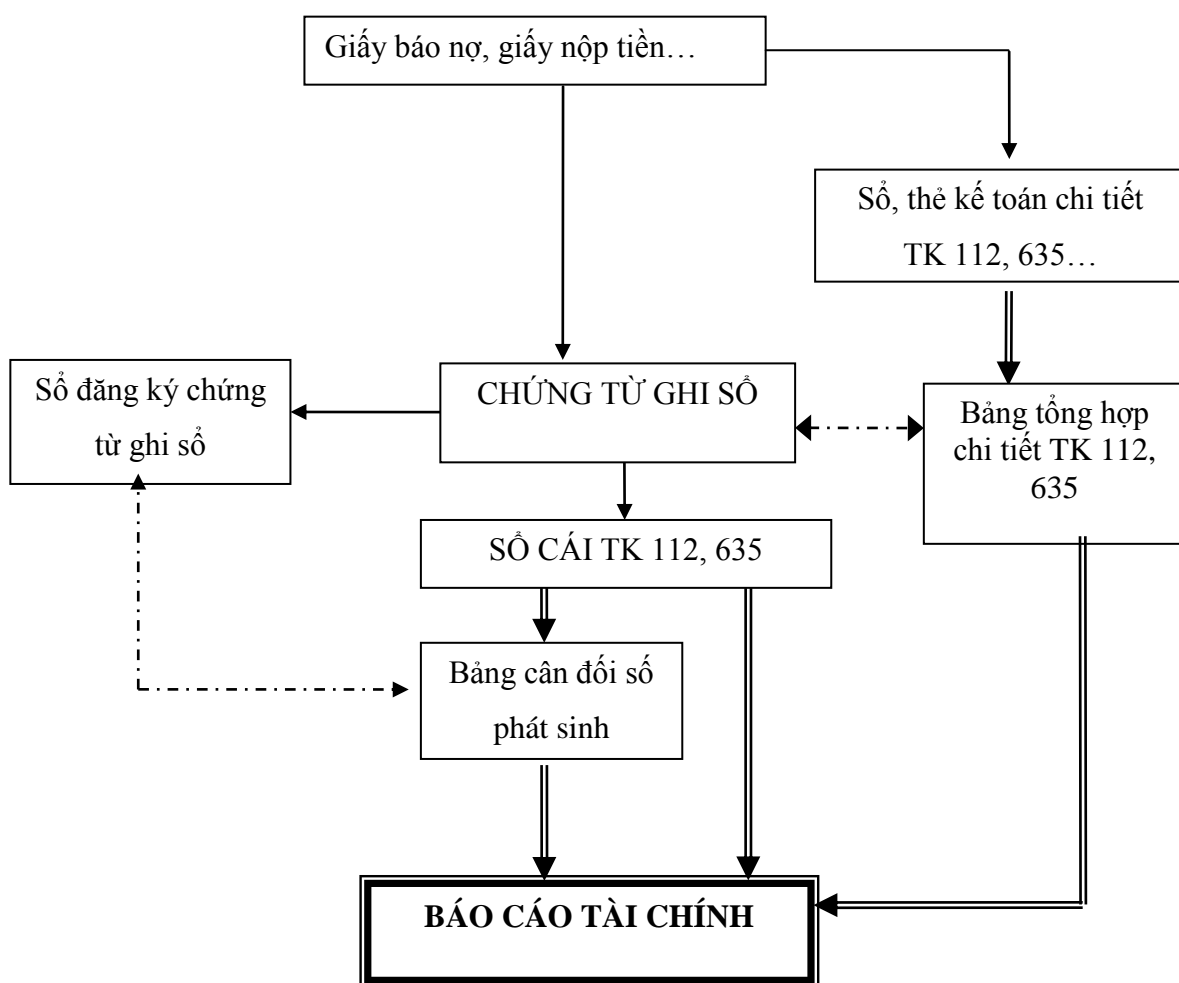 Giấy báo nợ, giấy nộp tiền…
Sổ, thẻ kế toán chi tiết
TK 112, 635…
Sổ đăng ký chứng
từ ghi sổ
CHỨNG TỪ GHI SỔ
Bảng tổng hợp
chi tiết TK 112,
635
SỔ CÁI TK 112, 635
Bảng cân đối số
phát sinh
BÁO CÁO TÀI CHÍNH